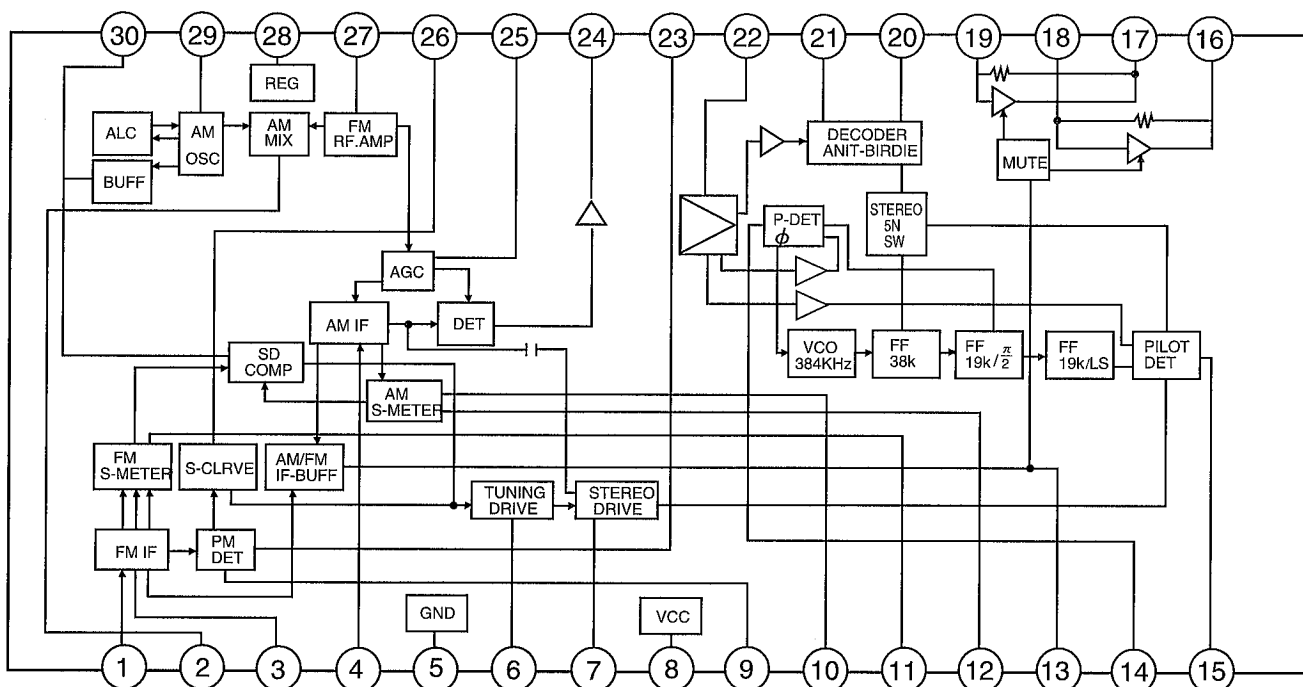 30 29 28 27 26 25 24 23 22 21 20 19 18 17 16
REG
ALC
AM
OSC
AM
MIX
FM
RF.AMP
DECODER
ANIT-BIRDIE
MUTE
BUFF
STEREO
5N
SW
P-DET
ϕ
AGC
AM IF
DET
SD
COMP
VCO
384KHz
FF
38k
FF
19k/π/2
FF
19k/LS
PILOT
DET
AM
S-METER
FM
S-METER
S-CLRVE
AM/FM
IF-BUFF
TUNING
DRIVE
STEREO
DRIVE
FM IF
PM
DET
GND
VCC
1 2 3 4 5 6 7 8 9 10 11 12 13 14 15